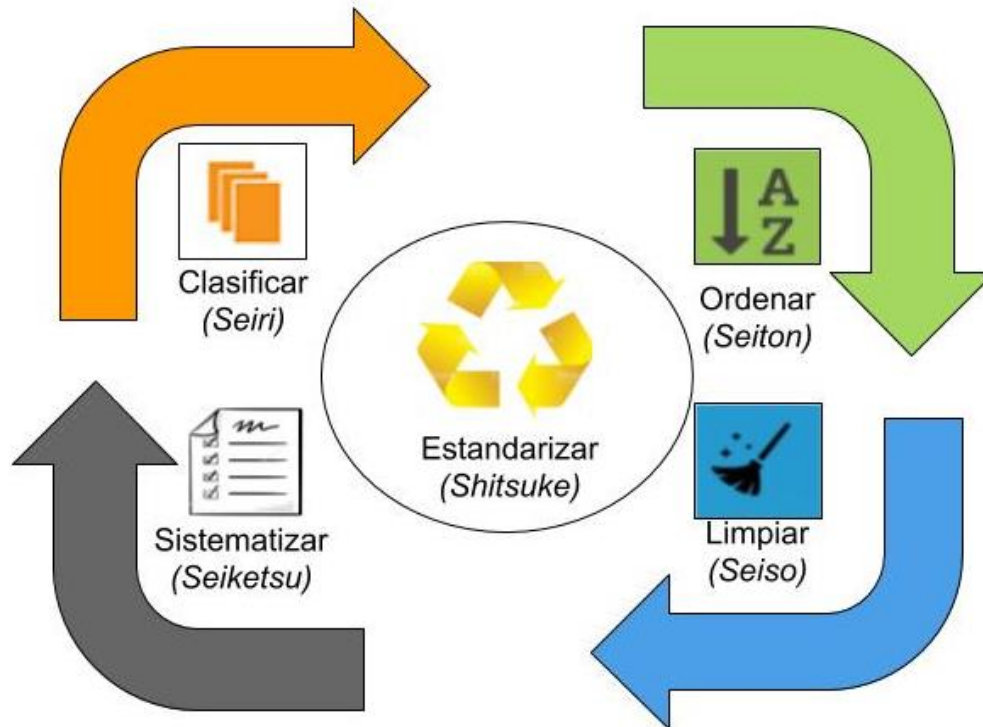 Clasificar
(Seiri)
A
Z
Ordenar
(Seiton)
Estandarizar
(Shitsuke)
Limpiar
(Seiso)
Sistematizar
(Seiketsu)